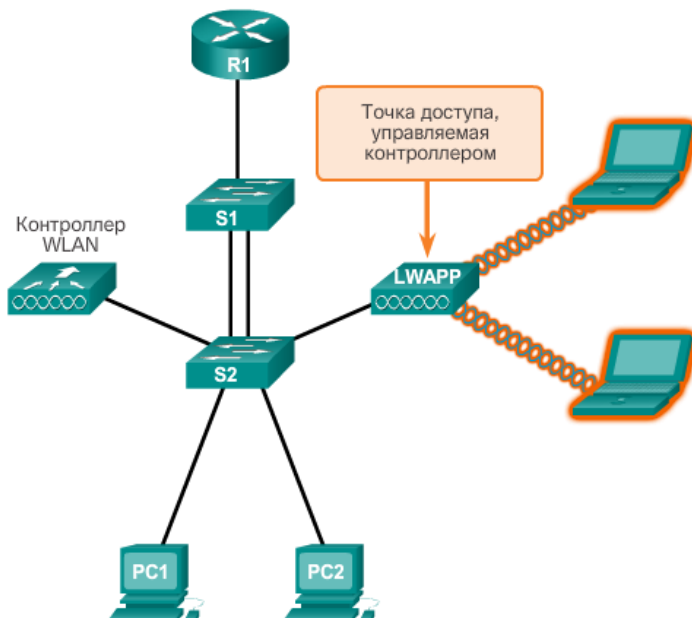 R1
Точка доступа,
управляемая
контроллером
S1
Контроллер
WLAN
LWAPP
S2
PC1
PC2